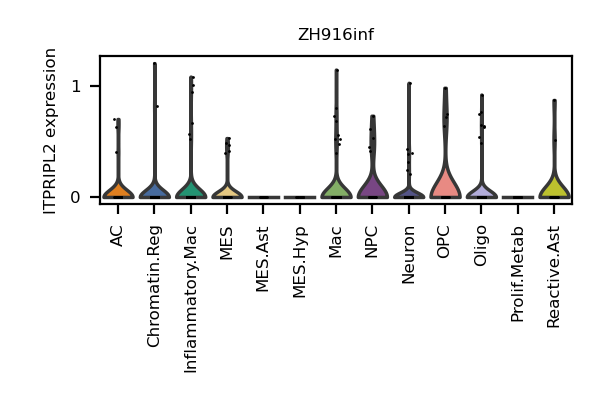 ZH916inf
ITPRIPL2 expression
1
0
AC
Chromatin.Reg
Inflammatory.Mac
MES
MES.Ast
MES.Hyp
Mac
NPC
Neuron
OPC
Oligo
Prolif.Metab
Reactive.Ast